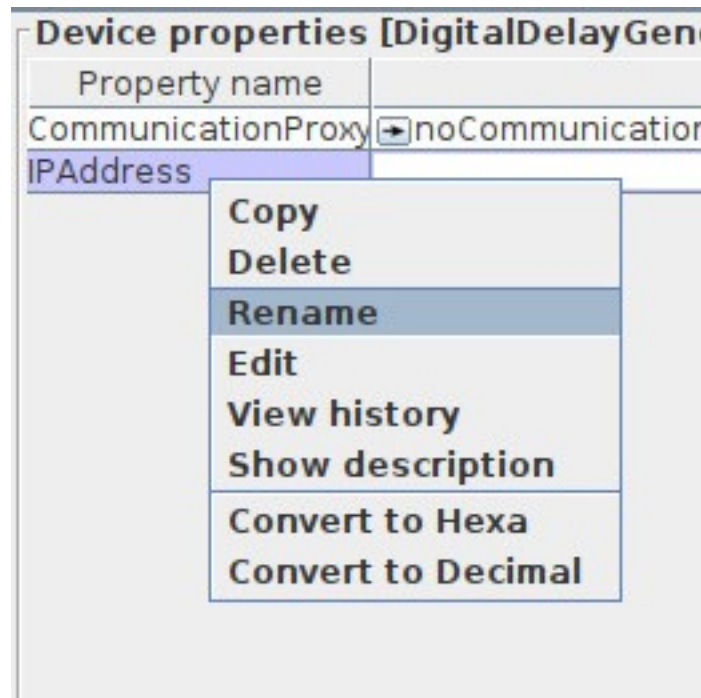 Device properties [DigitalDelayGen
Property name
CommunicationProxy noCommunication
IPAddress
Copy
Delete
Rename
Edit
View history
Show description
Convert to Hexa
Convert to Decimal